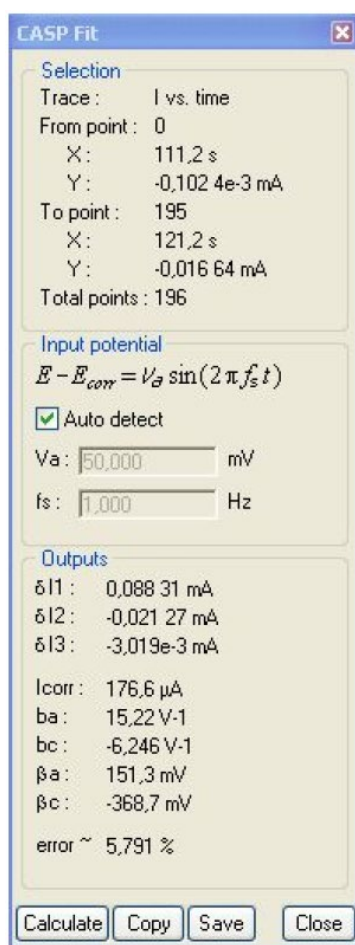 CASP Fit
Selection
Trace : I vs. time
From point : 0
X : 111,2 s
Y : -0,102 4e-3 mA
To point : 195
X : 121,2 s
Y : -0,016 64 mA
Total points : 196
Input potential
E - Ecorr = Va sin(2 π fs t)
Auto detect
Va : 50,000 mV
fs : 1,000 Hz
Outputs
δI1 : 0,088 31 mA
δI2 : -0,021 27 mA
δI3 : -3,019e-3 mA
Icorr : 176,6 µA
ba : 15,22 V-1
bc : -6,246 V-1
βa : 151,3 mV
βc : -368,7 mV
error ~ 5,791 %
Calculate Copy Save Close